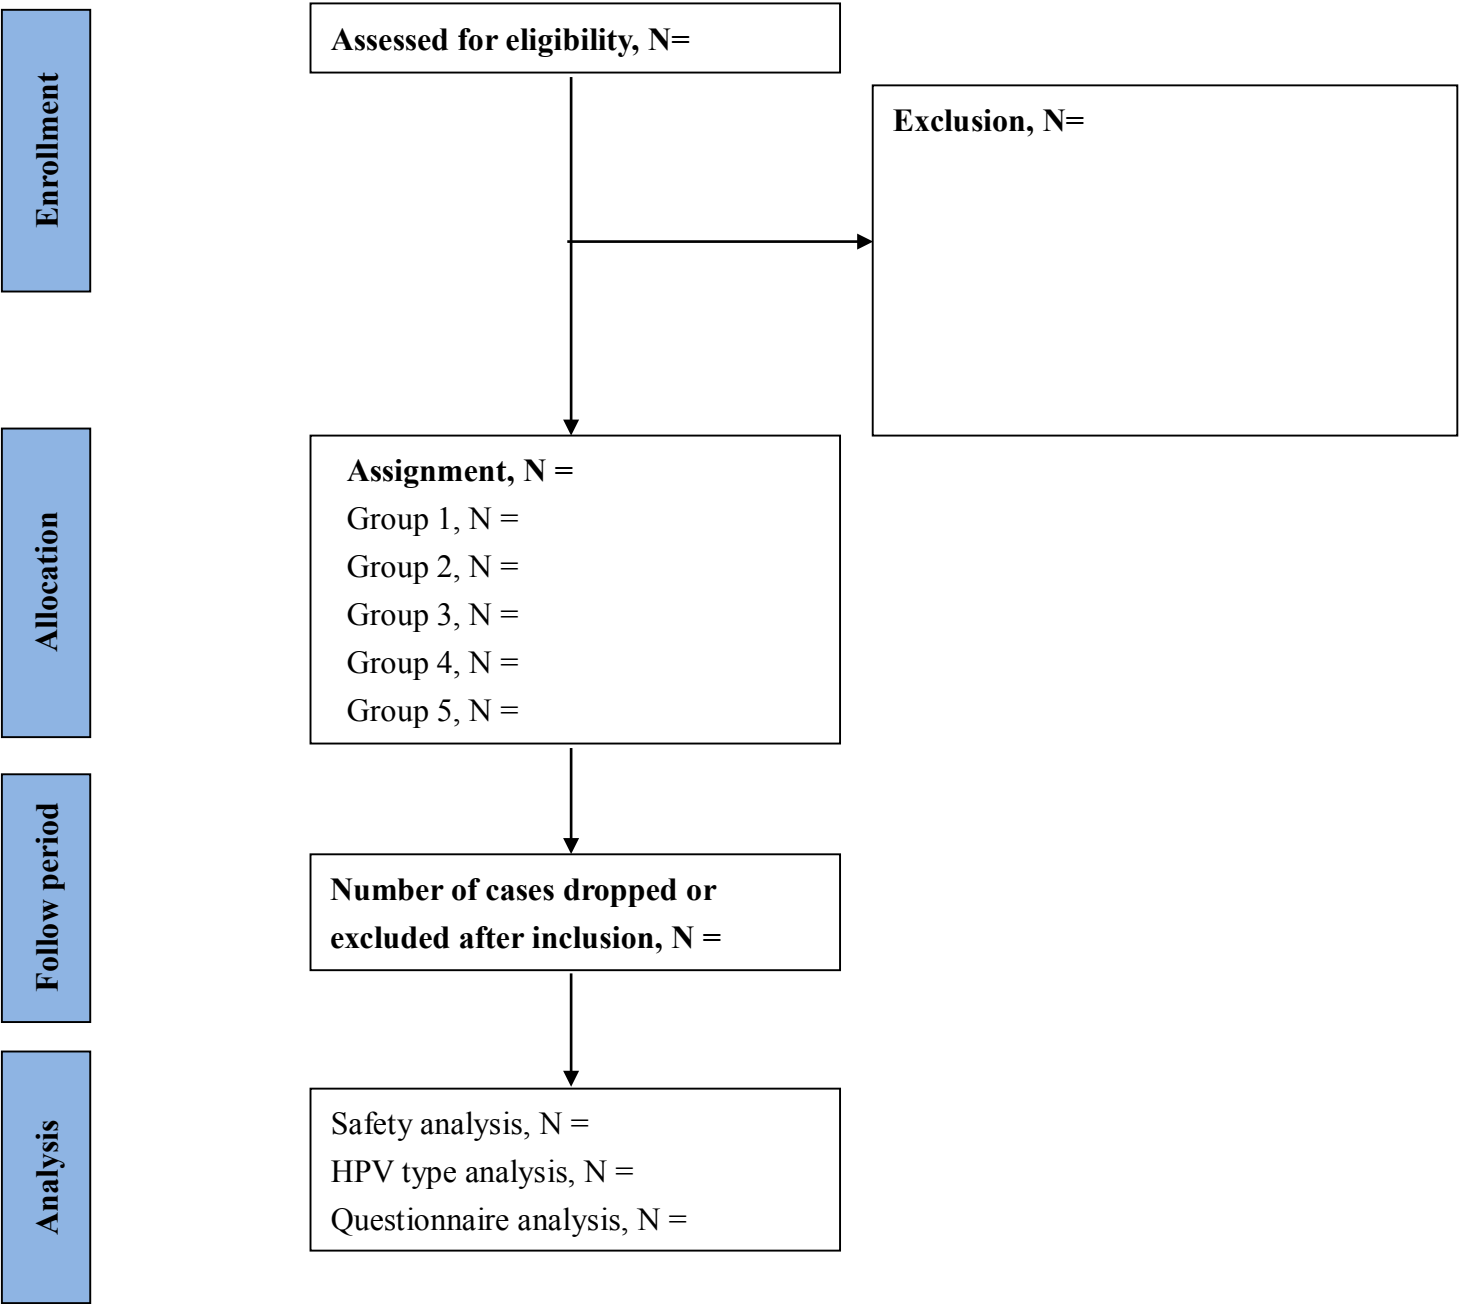 Enrollment
Assessed for eligibility, N=
Exclusion, N=
Allocation
Assignment, N =
Group 1, N =
Group 2, N =
Group 3, N =
Group 4, N =
Group 5, N =
Follow period
Number of cases dropped or
excluded after inclusion, N =
Analysis
Safety analysis, N =
HPV type analysis, N =
Questionnaire analysis, N =